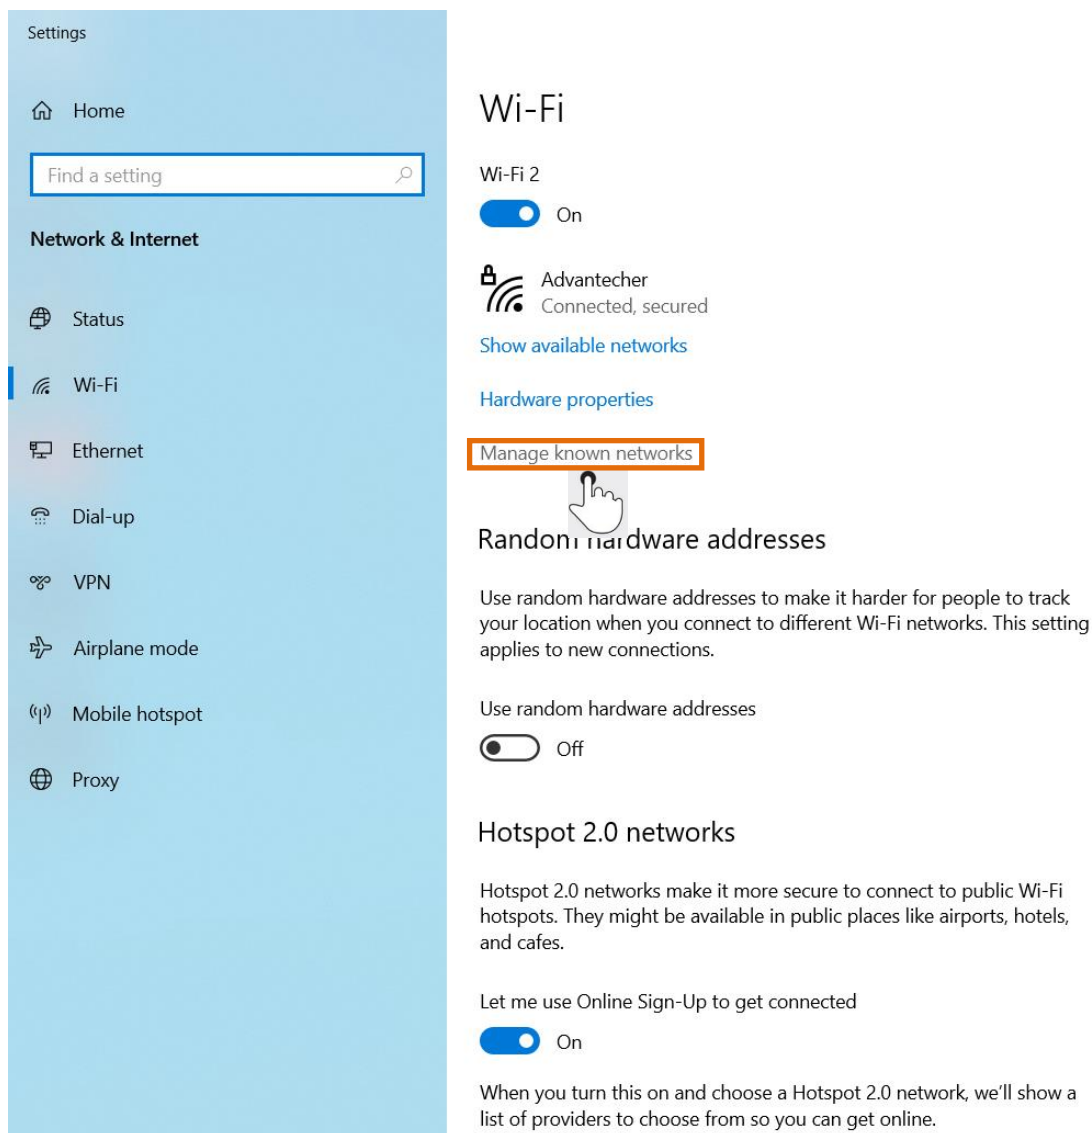 Settings
Home
Find a setting
Network & Internet
Status
Wi-Fi
Ethernet
Dial-up
VPN
Airplane mode
Mobile hotspot
Proxy
Wi-Fi
Wi-Fi 2
On
Advantecher
Connected, secured
Show available networks
Hardware properties
Manage known networks
Random hardware addresses
Use random hardware addresses to make it harder for people to track
your location when you connect to different Wi-Fi networks. This setting
applies to new connections.
Use random hardware addresses
Off
Hotspot 2.0 networks
Hotspot 2.0 networks make it more secure to connect to public Wi-Fi
hotspots. They might be available in public places like airports, hotels,
and cafes.
Let me use Online Sign-Up to get connected
On
When you turn this on and choose a Hotspot 2.0 network, we'll show a
list of providers to choose from so you can get online.